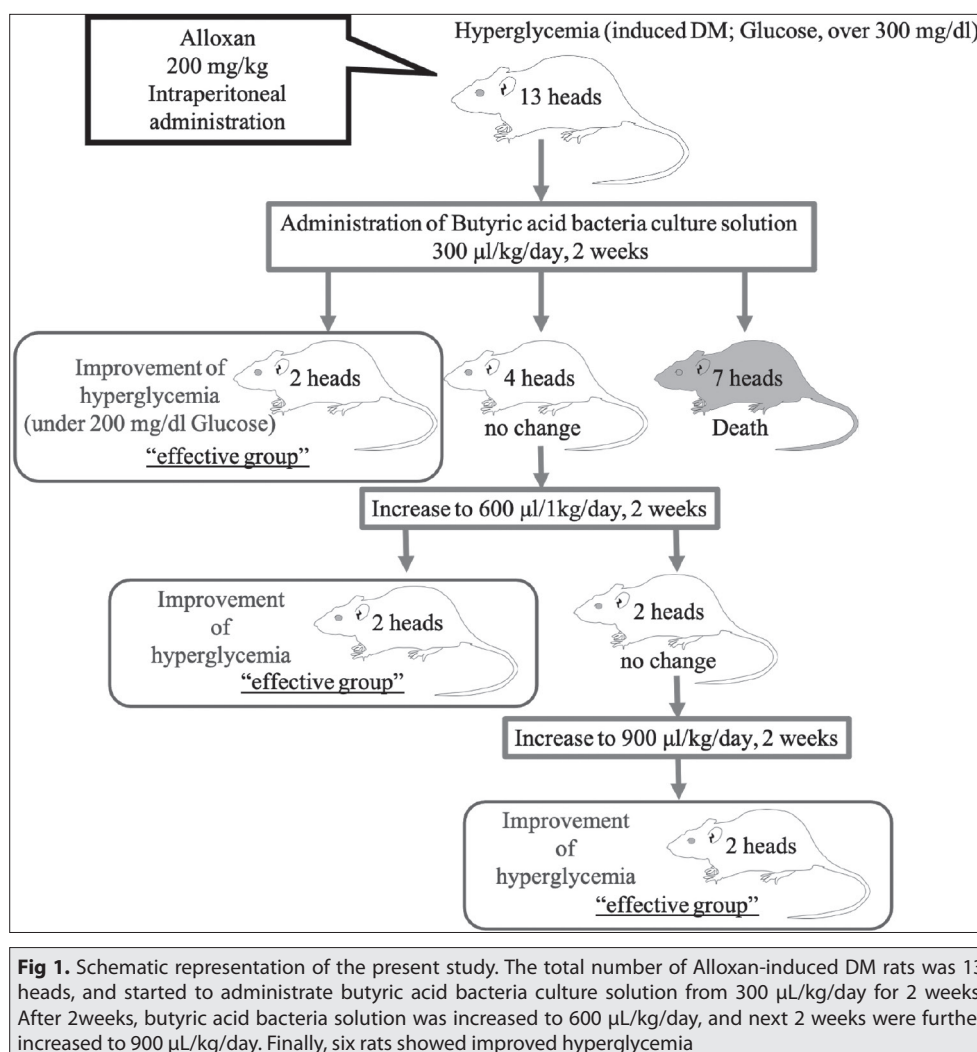 Alloxan
200 mg/kg
Intraperitoneal
administration
Hyperglycemia (induced DM; Glucose, over 300 mg/dl)
13 heads
Administration of Butyric acid bacteria culture solution
300 μl/kg/day, 2 weeks
Improvement of
hyperglycemia
(under 200 mg/dl Glucose)
"effective group"
2 heads
4 heads
no change
7 heads
Death
Increase to 600 μl/1kg/day, 2 weeks
Improvement
of
hyperglycemia
"effective group"
2 heads
2 heads
no change
Increase to 900 μl/kg/day, 2 weeks
Improvement
of
hyperglycemia
"effective group"
2 heads
Fig 1. Schematic representation of the present study. The total number of Alloxan-induced DM rats was 13
heads, and started to administrate butyric acid bacteria culture solution from 300 μL/kg/day for 2 weeks
After 2weeks, butyric acid bacteria solution was increased to 600 μL/kg/day, and next 2 weeks were further
increased to 900 μL/kg/day. Finally, six rats showed improved hyperglycemia